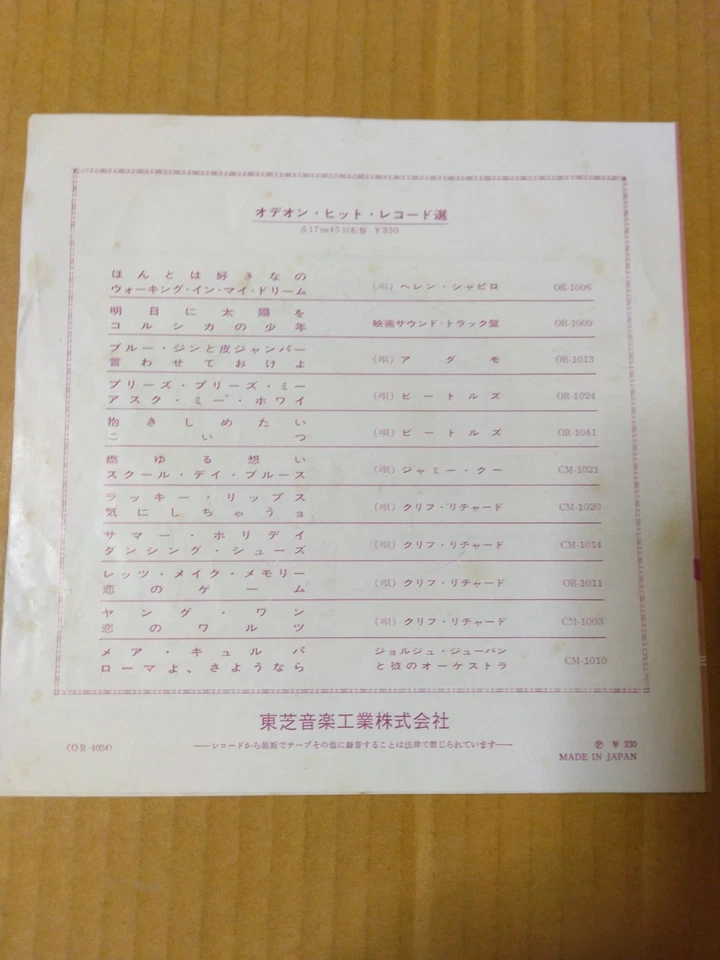 オデオン・ヒット・レコード選
各17cm45回転盤 ¥330
ほんとは好きなの
ウォーキング・イン・マイ・ドリーム (唄) ヘレン・シャピロ OR-1006
明日に太陽を
コルシカの少年 映画サウンド・トラック盤 OR-1009
ブルー・ジンと皮ジャンパー
言わせておけよ (唄) アダモ OR-1013
プリーズ・プリーズ・ミー
アスク・ミー・ホワイ (唄) ビートルズ OR-1024
抱きしめたい
こいつ (唄) ビートルズ OR-1041
燃ゆる想い
スクール・デイ・ブルース (唄) ジャミー・クー CM-1021
ラッキー・リップス
気にしちゃうョ (唄) クリフ・リチャード CM-1020
サマー・ホリデイ
ダンシング・シューズ (唄) クリフ・リチャード CM-1014
レッツ・メイク・メモリー
恋のゲーム (唄) クリフ・リチャード OR-1011
ヤング・ワン
恋のワルツ (唄) クリフ・リチャード CM-1003
メア・キュルパ ジョルジュ・ジューバン
ローマよ、さようなら と彼のオーケストラ CM-1010
東芝音楽工業株式会社
(OR-1024) ——レコードから無断でテープその他に録音することは法律で禁じられています—— Ⓟ ¥330
MADE IN JAPAN